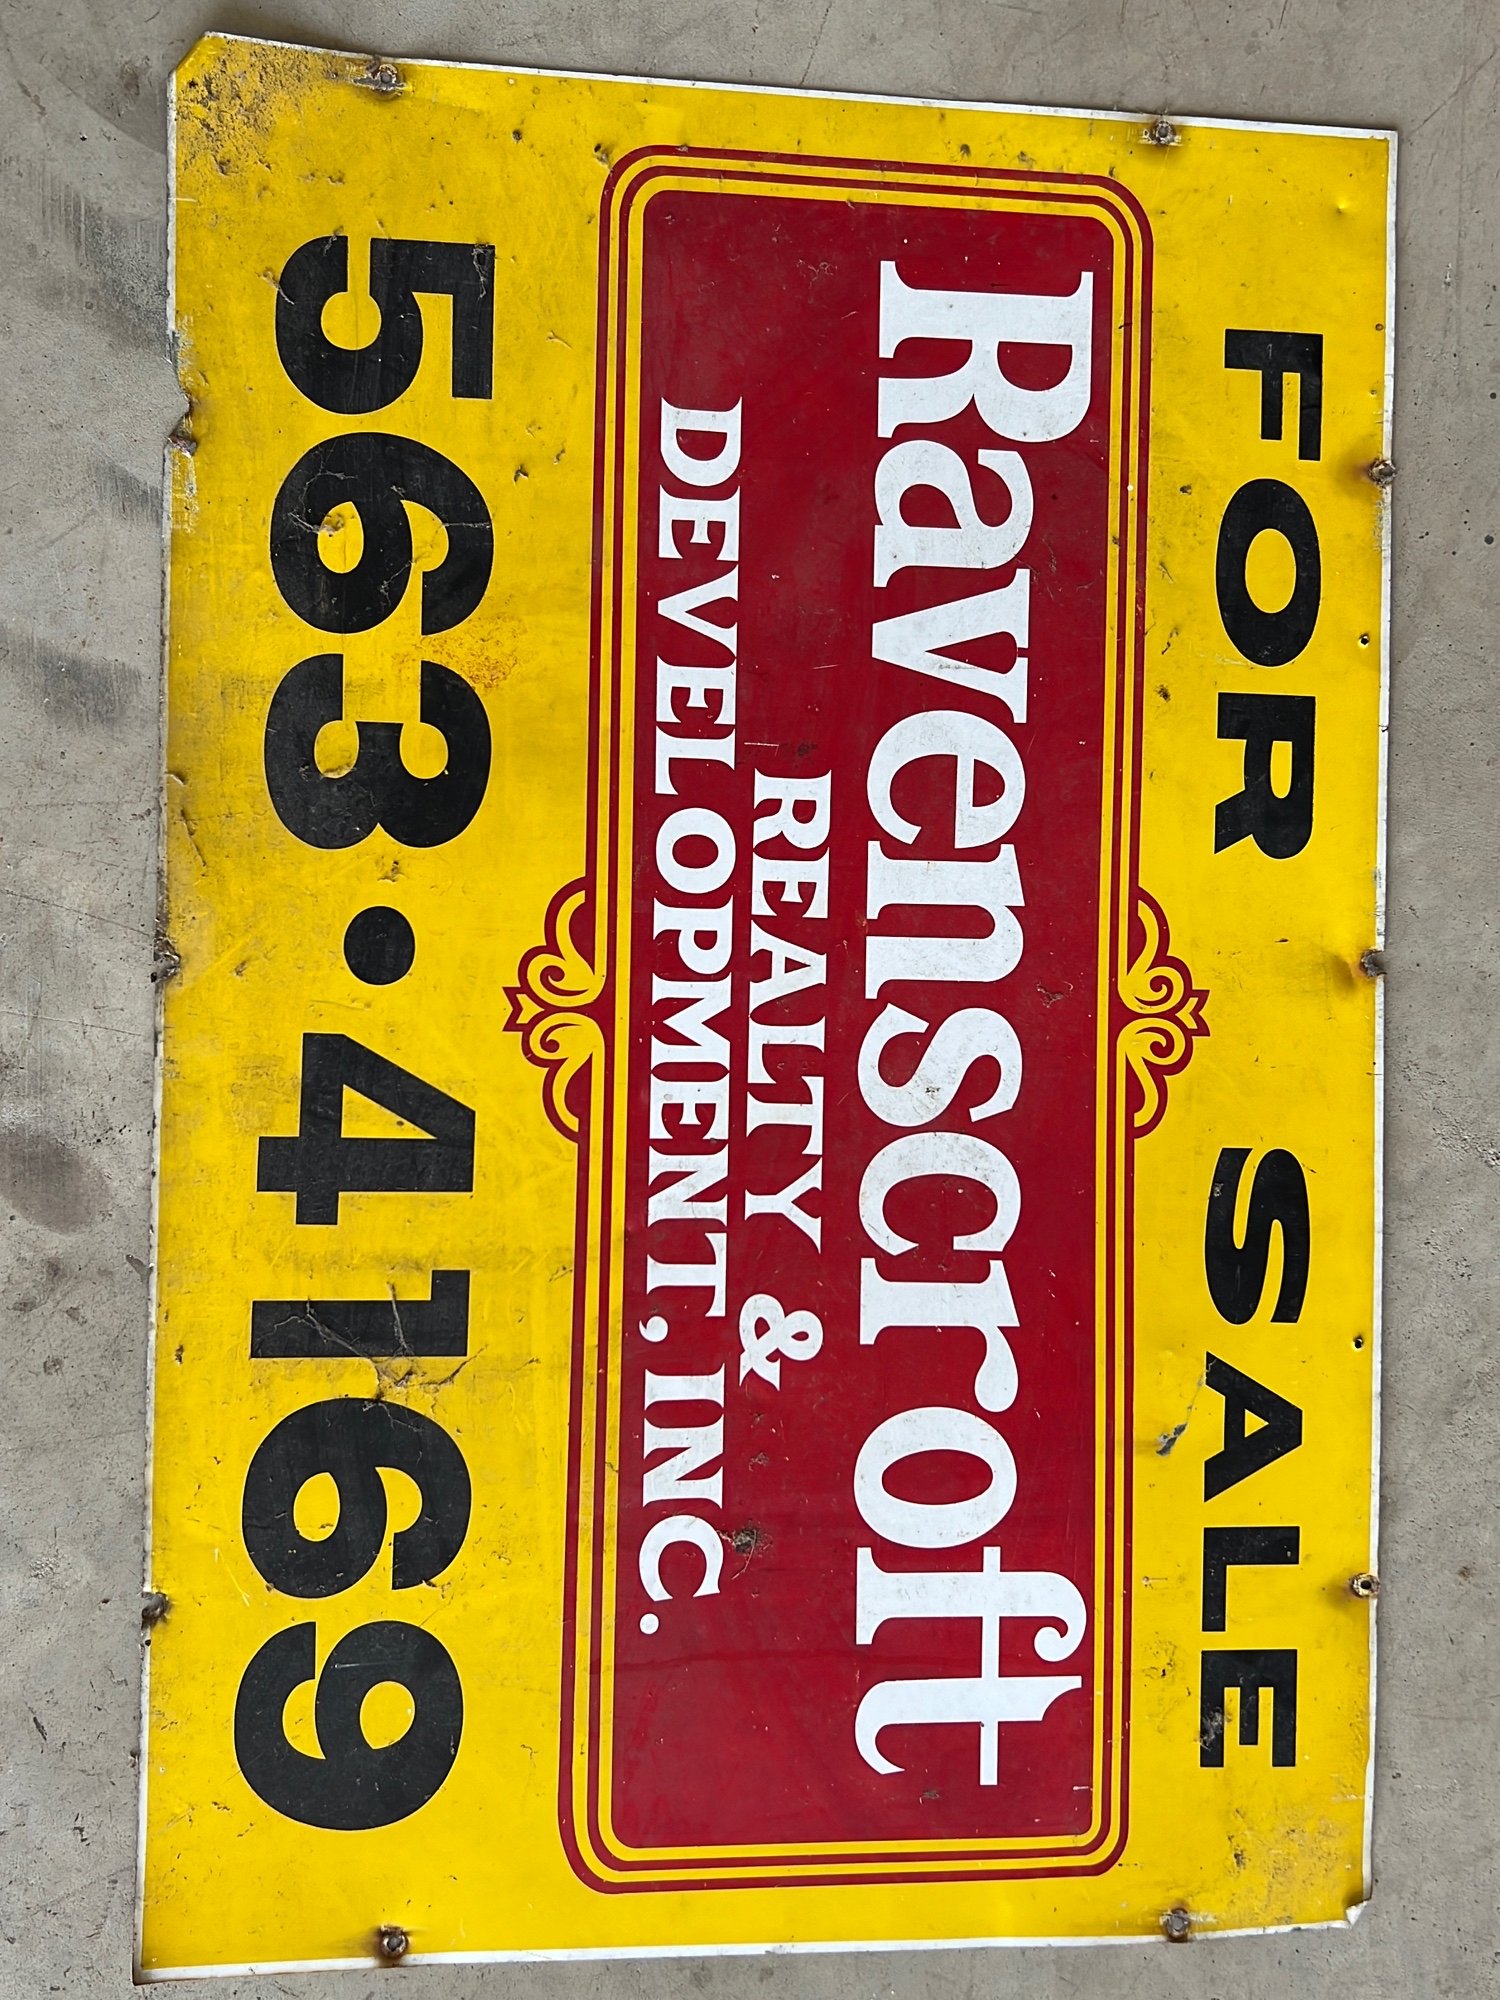 FOR SALE
Ravenscroft
REALTY &
DEVELOPMENT, INC.
563•4169